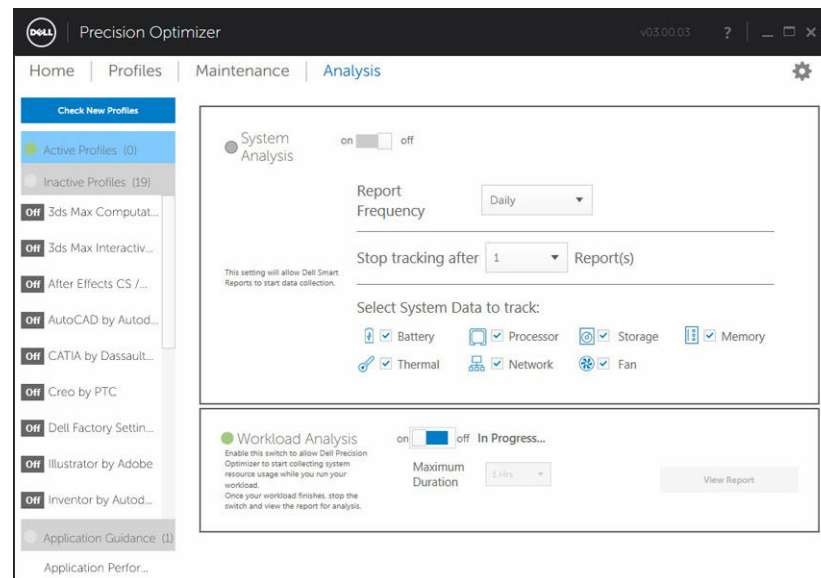 DELL
Precision Optimizer
v03.00.03
?
Home
Profiles
Maintenance
Analysis
Check New Profiles
Active Profiles (0)
Inactive Profiles (19)
Off 3ds Max Computat...
Off 3ds Max Interactiv...
Off After Effects CS /...
Off AutoCAD by Autod...
Off CATIA by Dassault...
Off Creo by PTC
Off Dell Factory Settin...
Off Illustrator by Adobe
Off Inventor by Autod...
Application Guidance (1)
Application Perfor...
System
Analysis
on off
This setting will allow Dell Smart
Reports to start data collection.
Report
Frequency
Daily
Stop tracking after 1 Report(s)
Select System Data to track:
Battery Processor Storage Memory
Thermal Network Fan
Workload Analysis
on off In Progress...
Enable this switch to allow Dell Precision
Optimizer to start collecting system
resource usage while you run your
workload.
Once your workload finishes, stop the
switch and view the report for analysis.
Maximum
Duration
1 Hrs
View Report